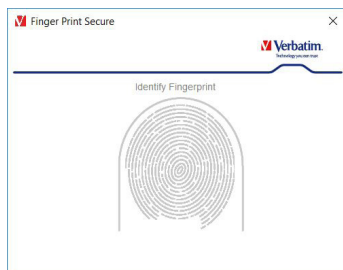 Finger Print Secure
Verbatim.
Technology you can trust
Identify Fingerprint